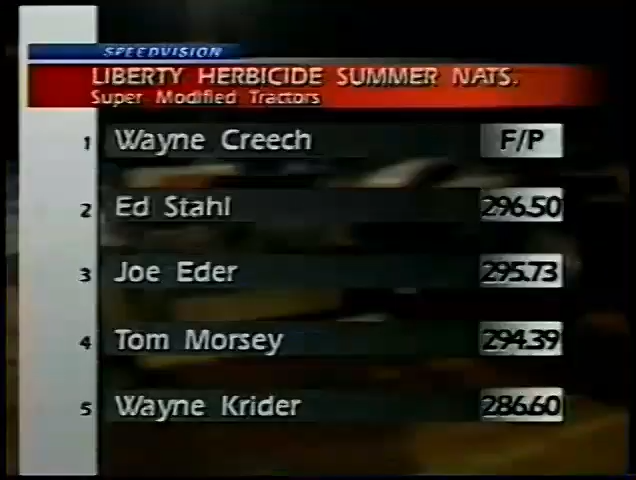 SPEEDVISION
LIBERTY HERBICIDE SUMMER NATS.
Super Modified Tractors
1 Wayne Creech F/P
2 Ed Stahl 296.50
3 Joe Eder 295.73
4 Tom Morsey 294.39
5 Wayne Krider 286.60